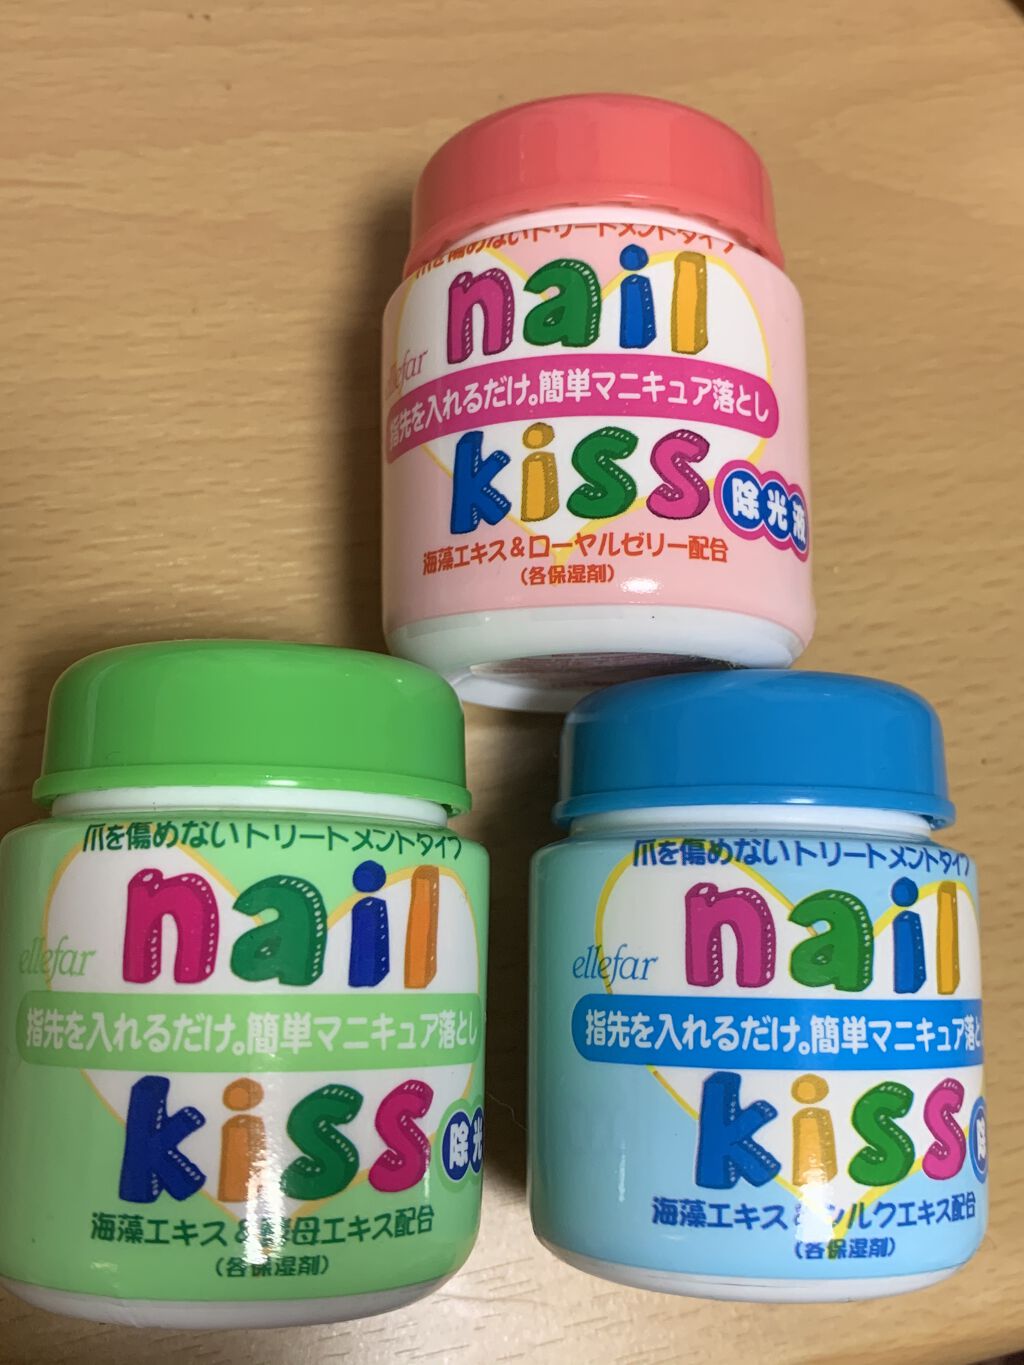 爪を傷めないトリートメントタイプ
nail
ellefar
指先を入れるだけ。簡単マニキュア落とし
kiss
除光液
海藻エキス&ローヤルゼリー配合
(各保湿剤)
爪を傷めないトリートメントタイプ
nail
ellefar
指先を入れるだけ。簡単マニキュア落とし
kiss
除光
海藻エキス&酵母エキス配合
(各保湿剤)
爪を傷めないトリートメントタイプ
nail
ellefar
指先を入れるだけ。簡単マニキュア落と
kiss
除
海藻エキス&シルクエキス配合
(各保湿剤)